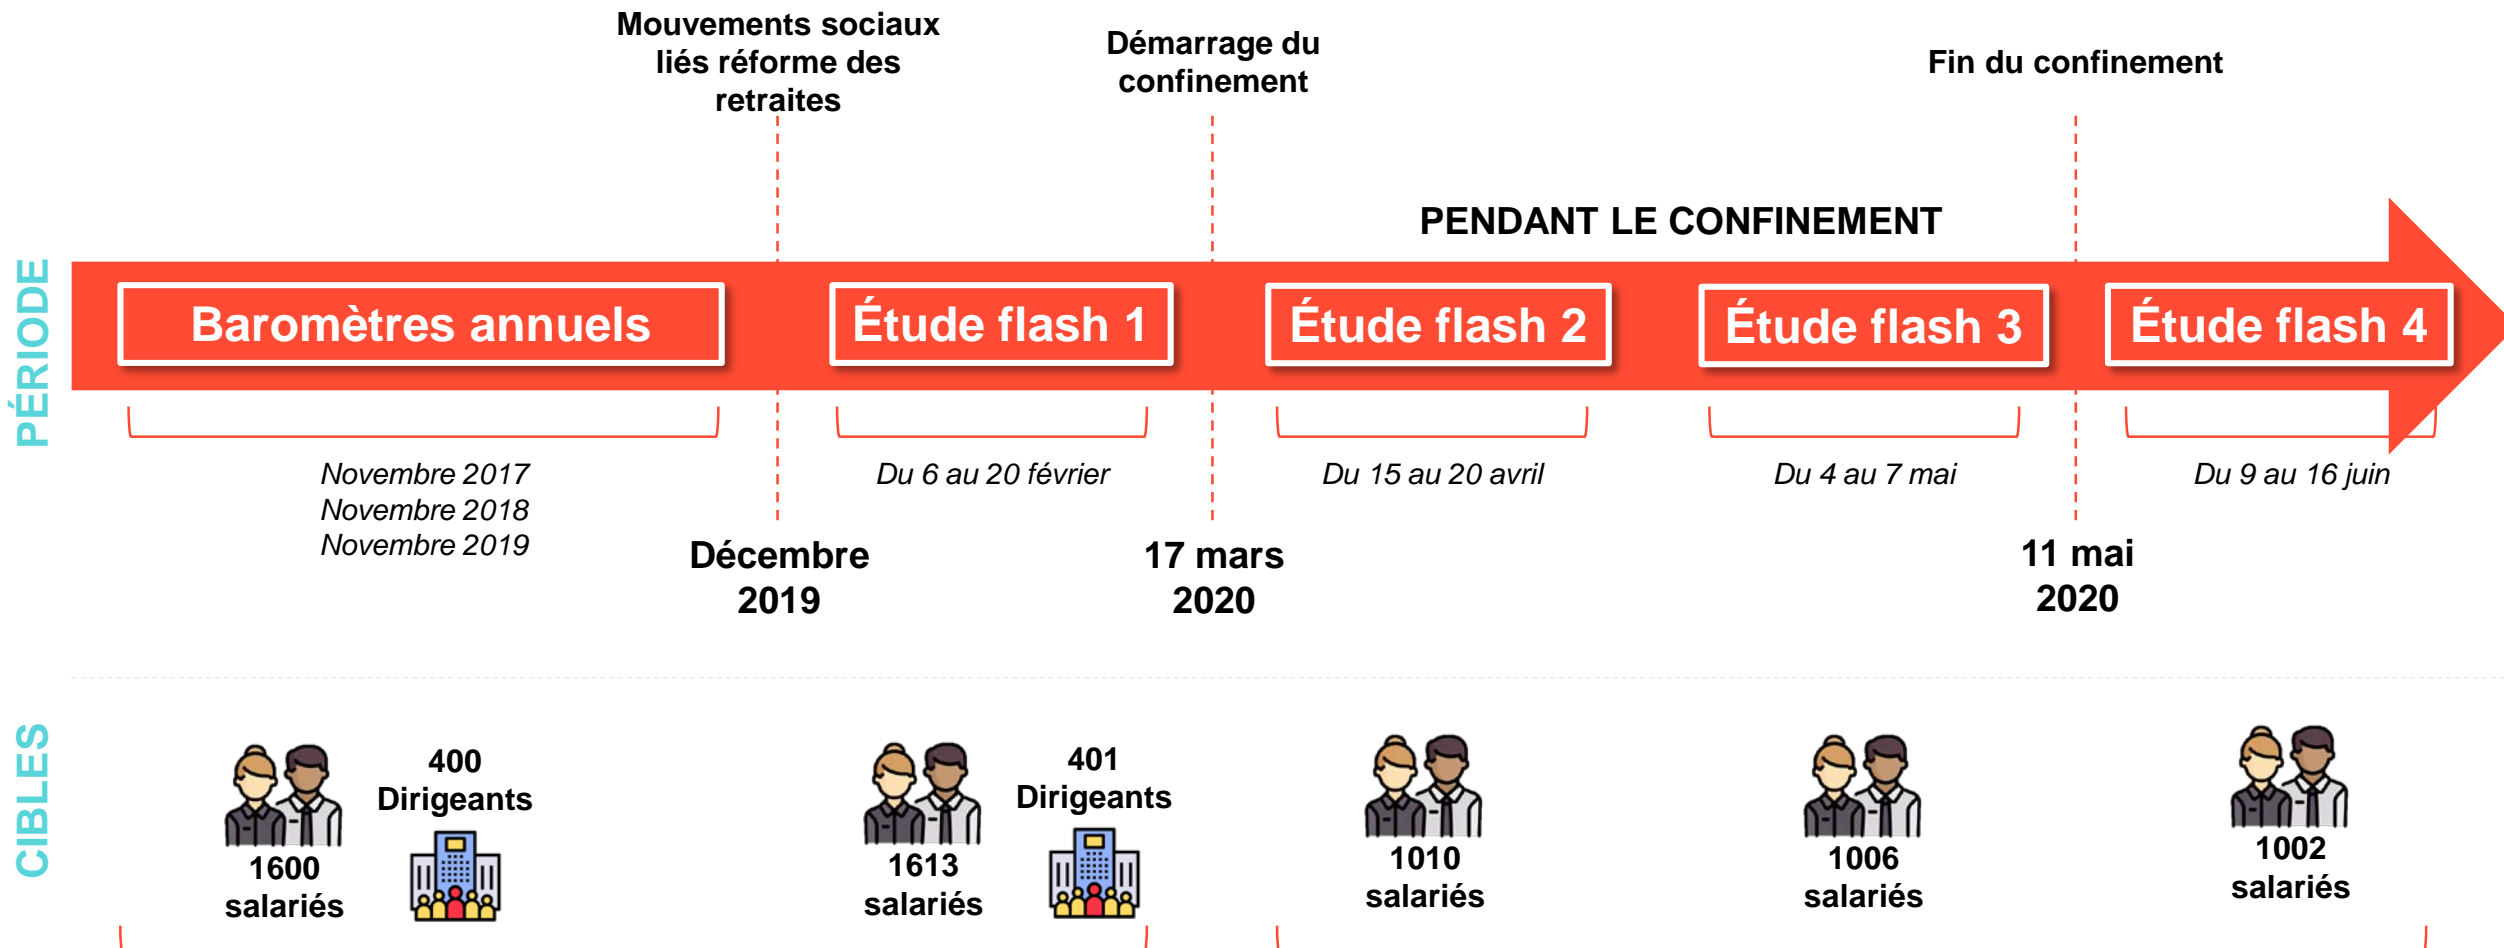 Mouvements sociaux
liés réforme des
retraites
Démarrage du
confinement
Fin du confinement
PENDANT LE CONFINEMENT
PÉRIODE
Baromètres annuels
Étude flash 1
Étude flash 2
Étude flash 3
Étude flash 4
Novembre 2017
Novembre 2018
Novembre 2019
Du 6 au 20 février
Du 15 au 20 avril
Du 4 au 7 mai
Du 9 au 16 juin
Décembre
2019
17 mars
2020
11 mai
2020
CIBLES
1600
salariés
400
Dirigeants
1613
salariés
401
Dirigeants
1010
salariés
1006
salariés
1002
salariés